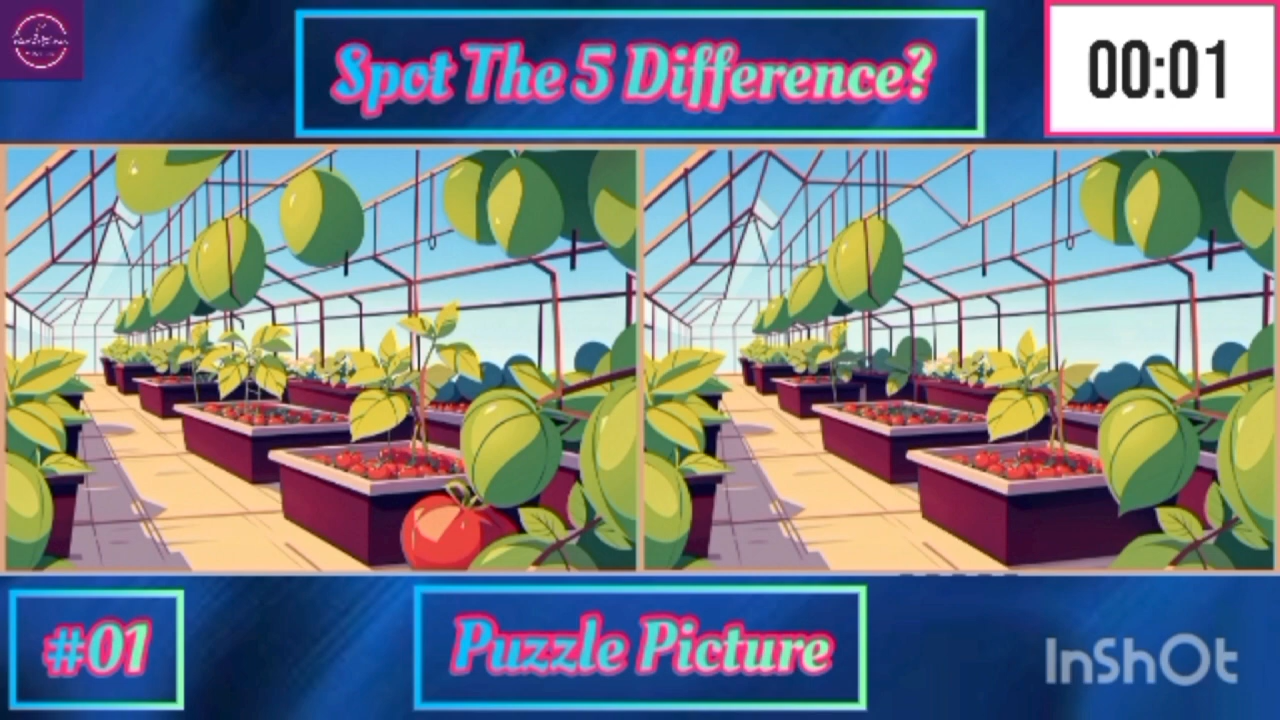 Spot The 5 Difference?
00:01
#01
Puzzle Picture
InShOt